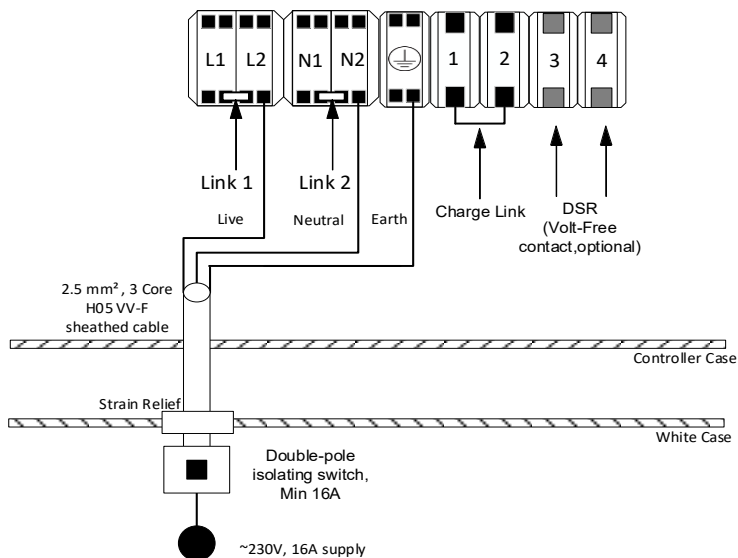 L1 L2 N1 N2 1 2 3 4
Link 1
Link 2
Charge Link
DSR
(Volt-Free
contact,optional)
Live
Neutral
Earth
2.5 mm² , 3 Core
H05 VV-F
sheathed cable
Controller Case
Strain Relief
White Case
Double-pole
isolating switch,
Min 16A
~230V, 16A supply